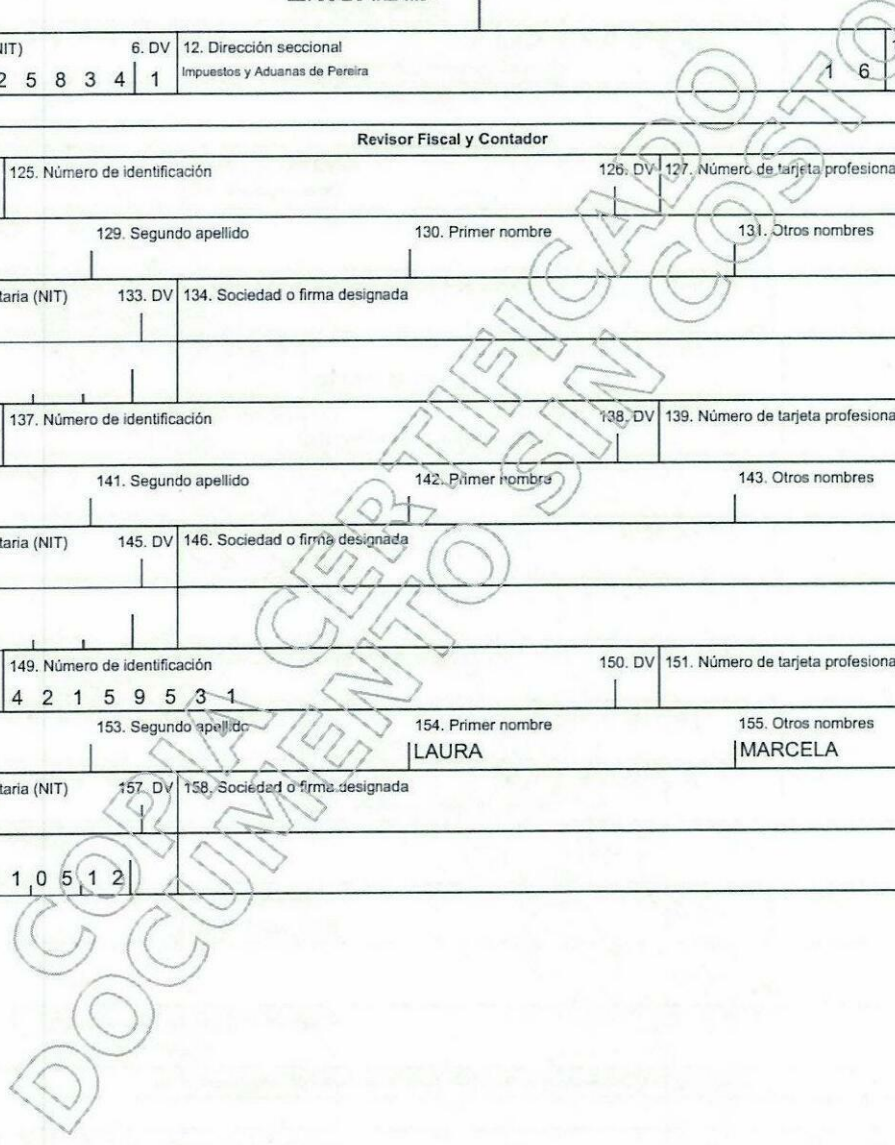 NIT) 6. DV 12. Dirección seccional
2 5 8 3 4 1 Impuestos y Aduanas de Pereira 1 6
Revisor Fiscal y Contador
125. Número de identificación 126. DV 127. Número de tarjeta profesiona
129. Segundo apellido 130. Primer nombre 131. Otros nombres
taria (NIT) 133. DV 134. Sociedad o firma designada
137. Número de identificación 138. DV 139. Número de tarjeta profesiona
141. Segundo apellido 142. Primer nombre 143. Otros nombres
taria (NIT) 145. DV 146. Sociedad o firma designada
149. Número de identificación 150. DV 151. Número de tarjeta profesiona
4 2 1 5 9 5 3 1
153. Segundo apellido 154. Primer nombre 155. Otros nombres
LAURA MARCELA
taria (NIT) 157. DV 158. Sociedad o firma designada
1 0 5 1 2
COPIA CERTIFICADO
DOCUMENTO SIN COSTO